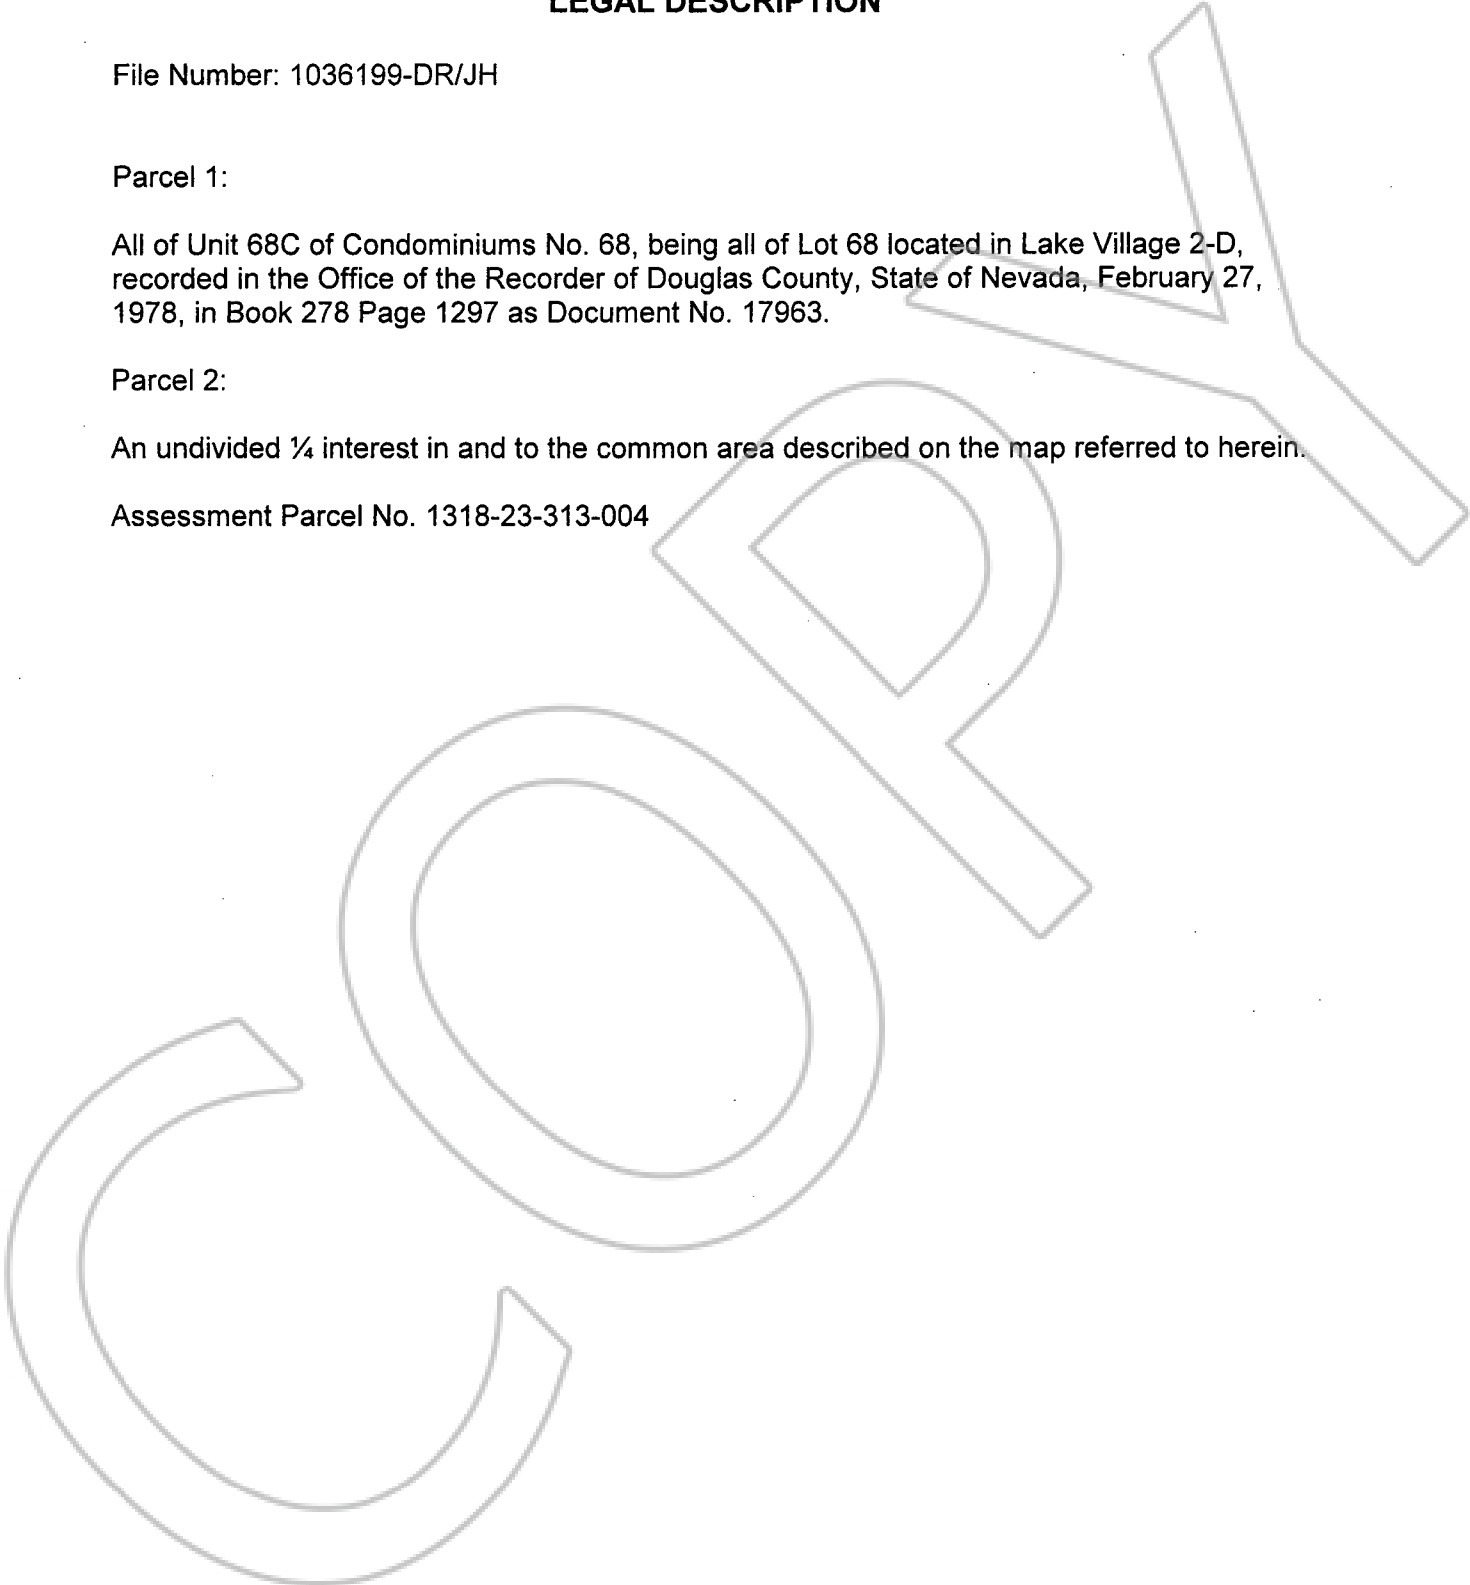 LEGAL DESCRIPTION
File Number: 1036199-DR/JH
Parcel 1:
All of Unit 68C of Condominiums No. 68, being all of Lot 68 located in Lake Village 2-D,
recorded in the Office of the Recorder of Douglas County, State of Nevada, February 27,
1978, in Book 278 Page 1297 as Document No. 17963.
Parcel 2:
An undivided ¼ interest in and to the common area described on the map referred to herein.
Assessment Parcel No. 1318-23-313-004
COPY